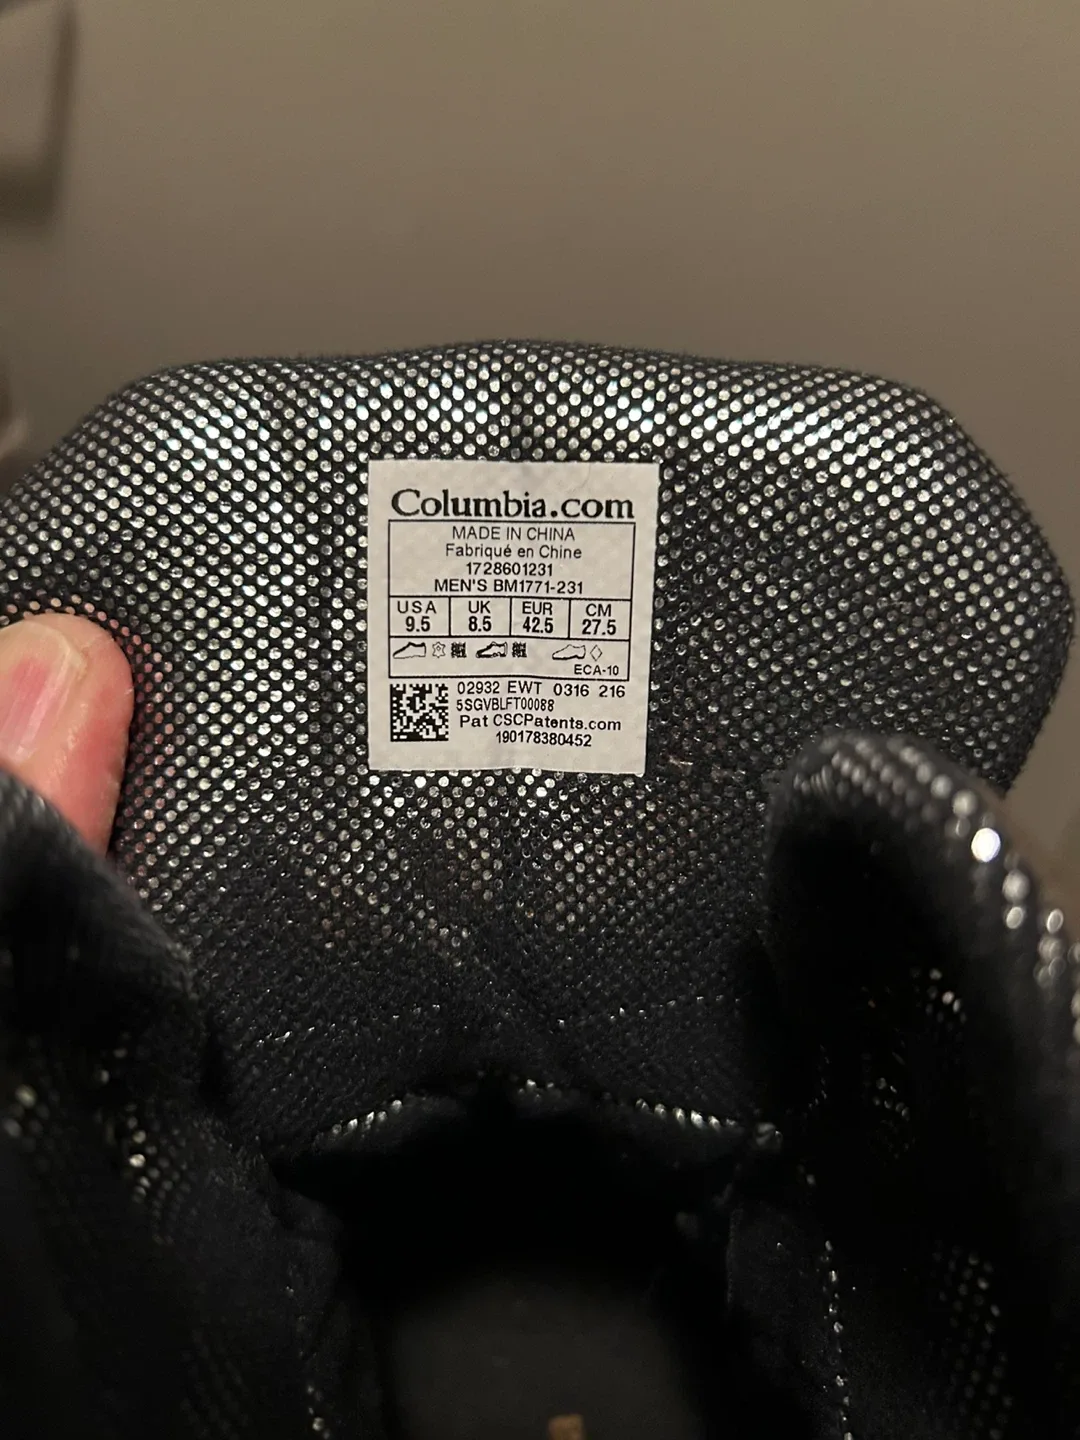 Columbia.com
MADE IN CHINA
Fabriqué en Chine
1728601231
MEN'S BM1771-231
USA UK EUR CM
9.5 8.5 42.5 27.5
ECA-10
02932 EWT 0316 216
5SGVBLFT00088
Pat CSCPatents.com
190178380452